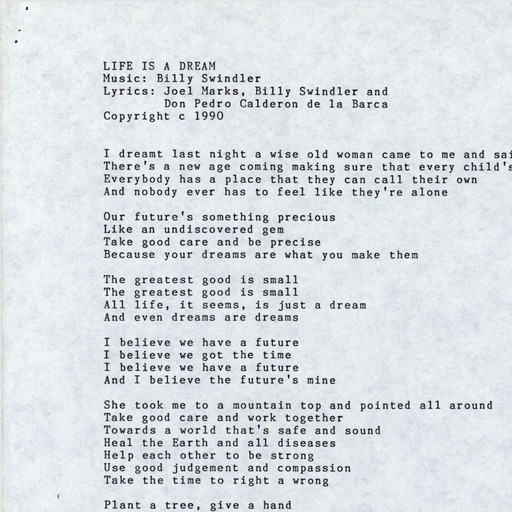 LIFE IS A DREAM
Music: Billy Swindler
Lyrics: Joel Marks, Billy Swindler and
Don Pedro Calderon de la Barca
Copyright c 1990
I dreamt last night a wise old woman came to me and
There's a new age coming making sure that every child's
Everybody has a place that they can call their own
And nobody ever has to feel like they're alone
Our future's something precious
Like an undiscovered gem
Take good care and be precise
Because your dreams are what you make them
The greatest good is small
The greatest good is small
All life, it seems, is just a dream
And even dreams are dreams
I believe we have a future
I believe we got the time
I believe we have a future
And I believe the future's mine
She took me to a mountain top and pointed all around
Take good care and work together
Towards a world that's safe and sound
Heal the Earth and all diseases
Help each other to be strong
Use good judgement and compassion
Take the time to right a wrong
Plant a tree, give a hand